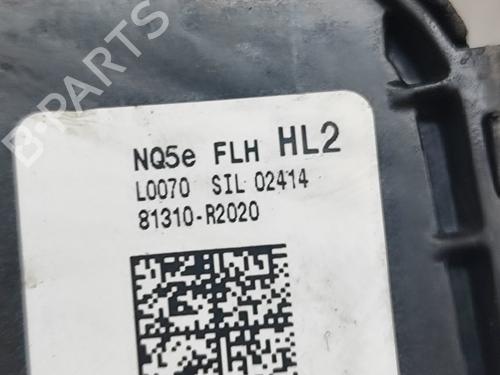 B-PARTS
NQ5e FLH HL2
L0070 SIL 02414
81310-R2020